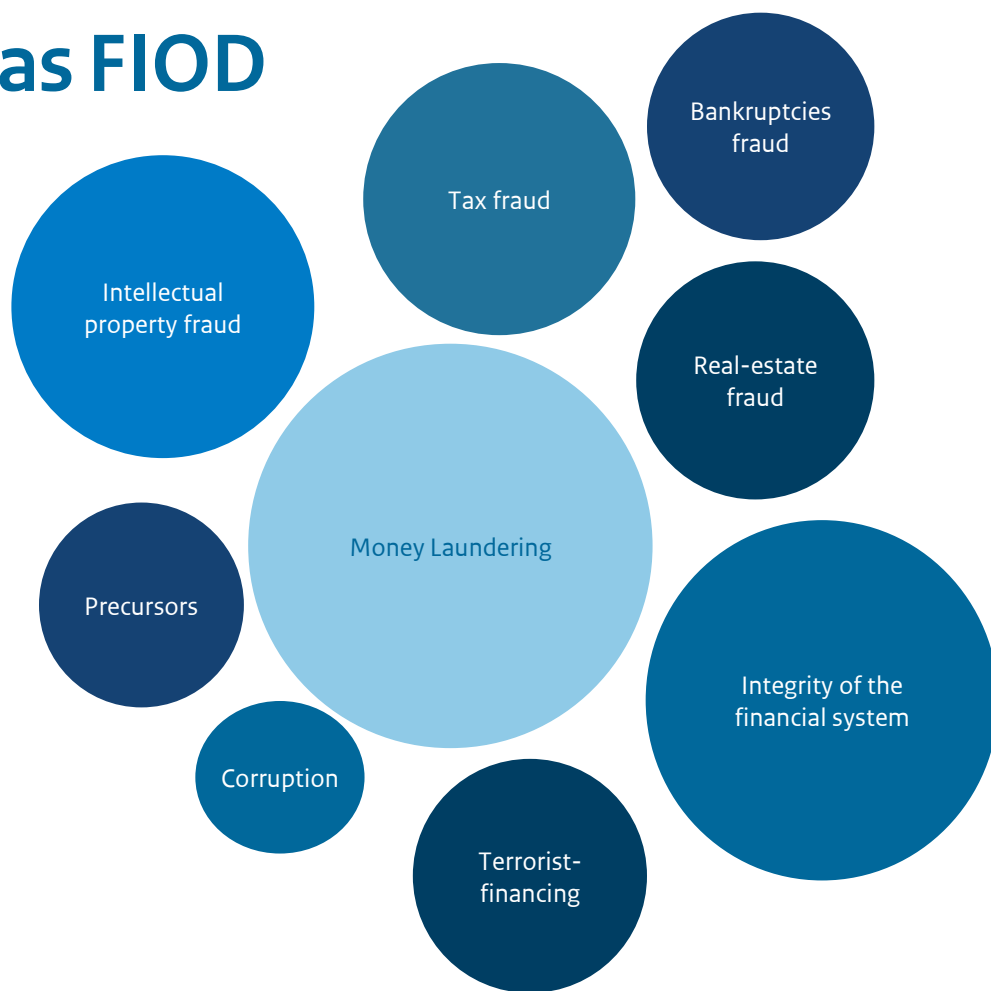 as FIOD
Bankruptcies
fraud
Tax fraud
Intellectual
property fraud
Real-estate
fraud
Money Laundering
Precursors
Integrity of the
financial system
Corruption
Terrorist-
financing